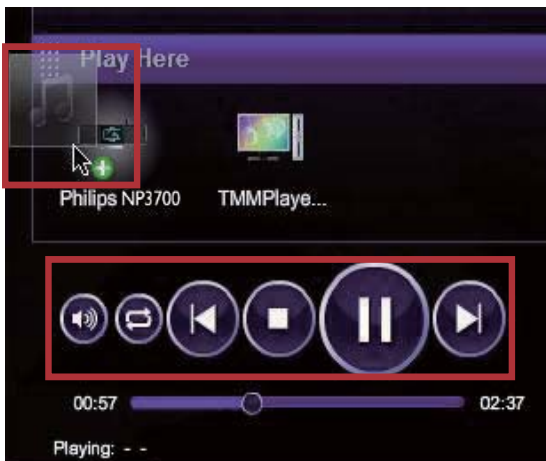 Play Here
Philips NP3700
TMMPlaye...
00:57
02:37
Playing: - -